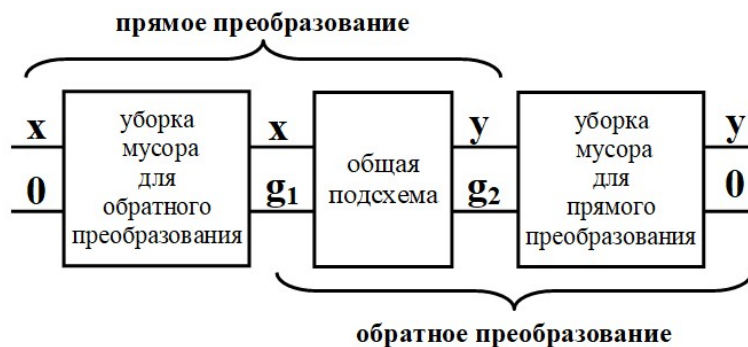 прямое преобразование
x
0
уборка
мусора
для
обратного
преобразования
x
g1
общая
подсхема
y
g2
уборка
мусора
для
прямого
преобразования
y
0
обратное преобразование